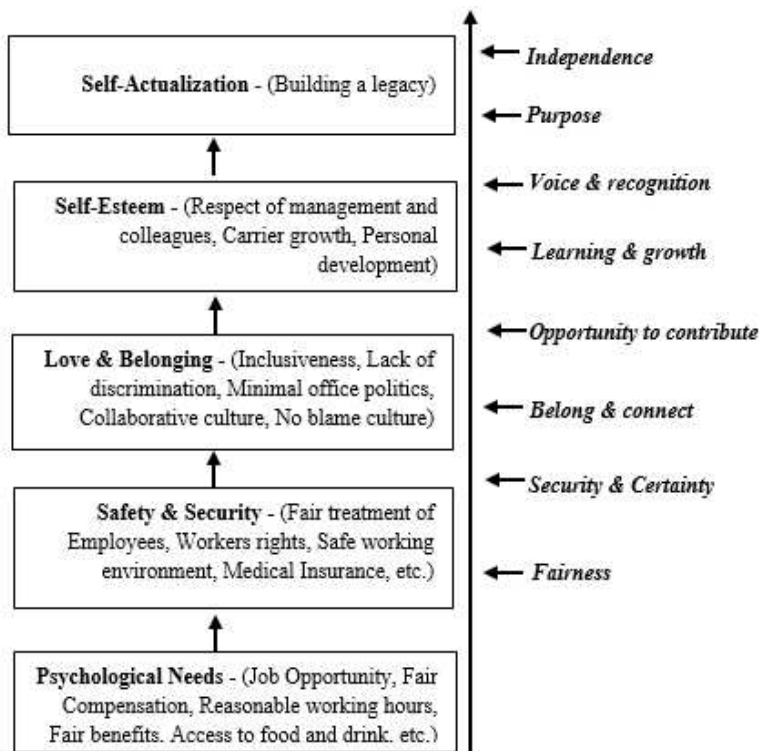 Self-Actualization - (Building a legacy)
Self-Esteem - (Respect of management and
colleagues, Carrier growth, Personal
development)
Love & Belonging - (Inclusiveness, Lack of
discrimination, Minimal office politics,
Collaborative culture, No blame culture)
Safety & Security - (Fair treatment of
Employees, Workers rights, Safe working
environment, Medical Insurance, etc.)
Psychological Needs - (Job Opportunity, Fair
Compensation, Reasonable working hours,
Fair benefits. Access to food and drink. etc.)
Independence
Purpose
Voice & recognition
Learning & growth
Opportunity to contribute
Belong & connect
Security & Certainty
Fairness